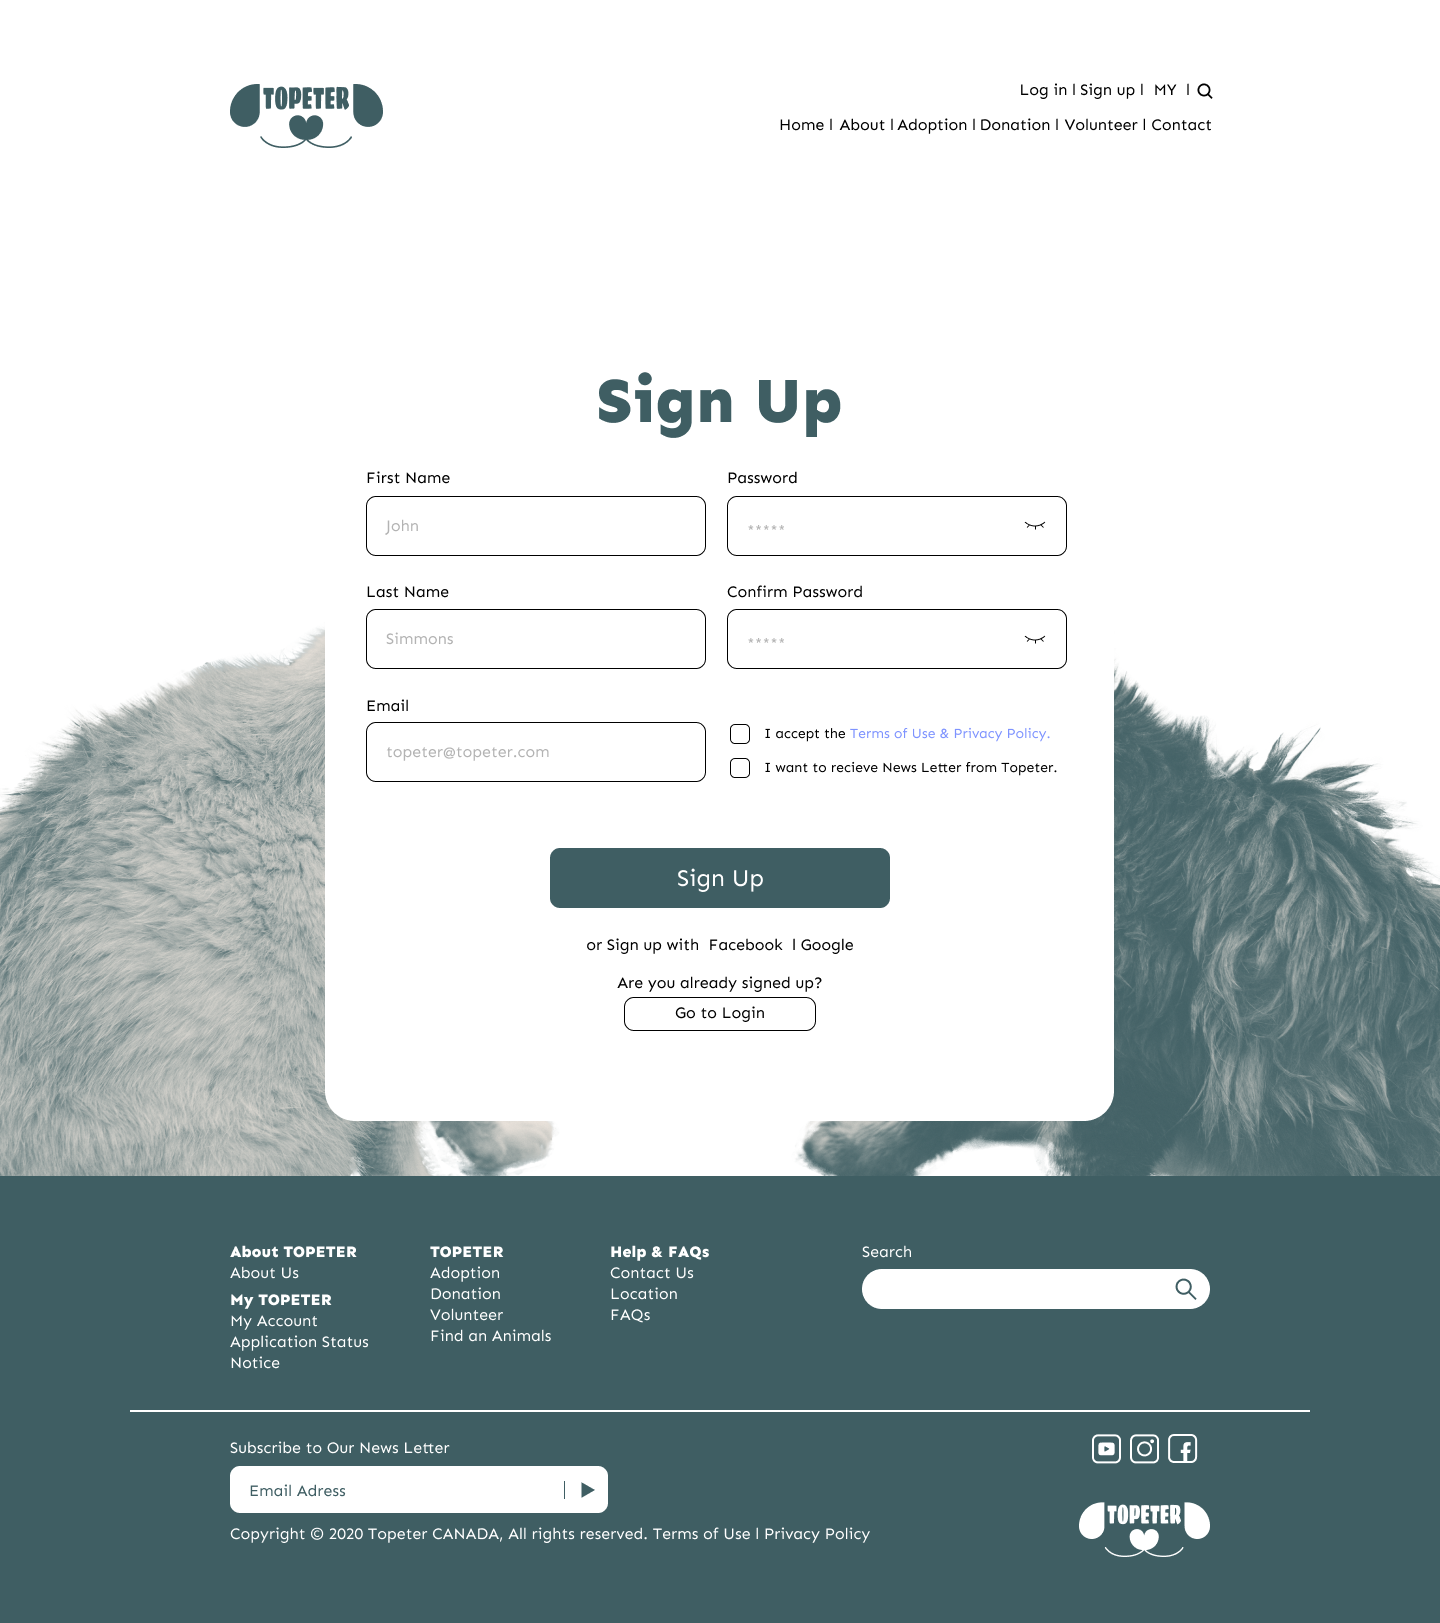 TOPETER
Log in | Sign up | MY |
Home | About | Adoption | Donation | Volunteer | Contact
Sign Up
First Name
Password
John
*****
Last Name
Confirm Password
Simmons
*****
Email
topeter@topeter.com
I accept the Terms of Use & Privacy Policy.
I want to recieve News Letter from Topeter.
Sign Up
or Sign up with Facebook | Google
Are you already signed up?
Go to Login
About TOPETER
About Us
My TOPETER
My Account
Application Status
Notice
TOPETER
Adoption
Donation
Volunteer
Find an Animals
Help & FAQs
Contact Us
Location
FAQs
Search
Subscribe to Our News Letter
Email Adress
Copyright © 2020 Topeter CANADA, All rights reserved. Terms of Use | Privacy Policy
TOPETER